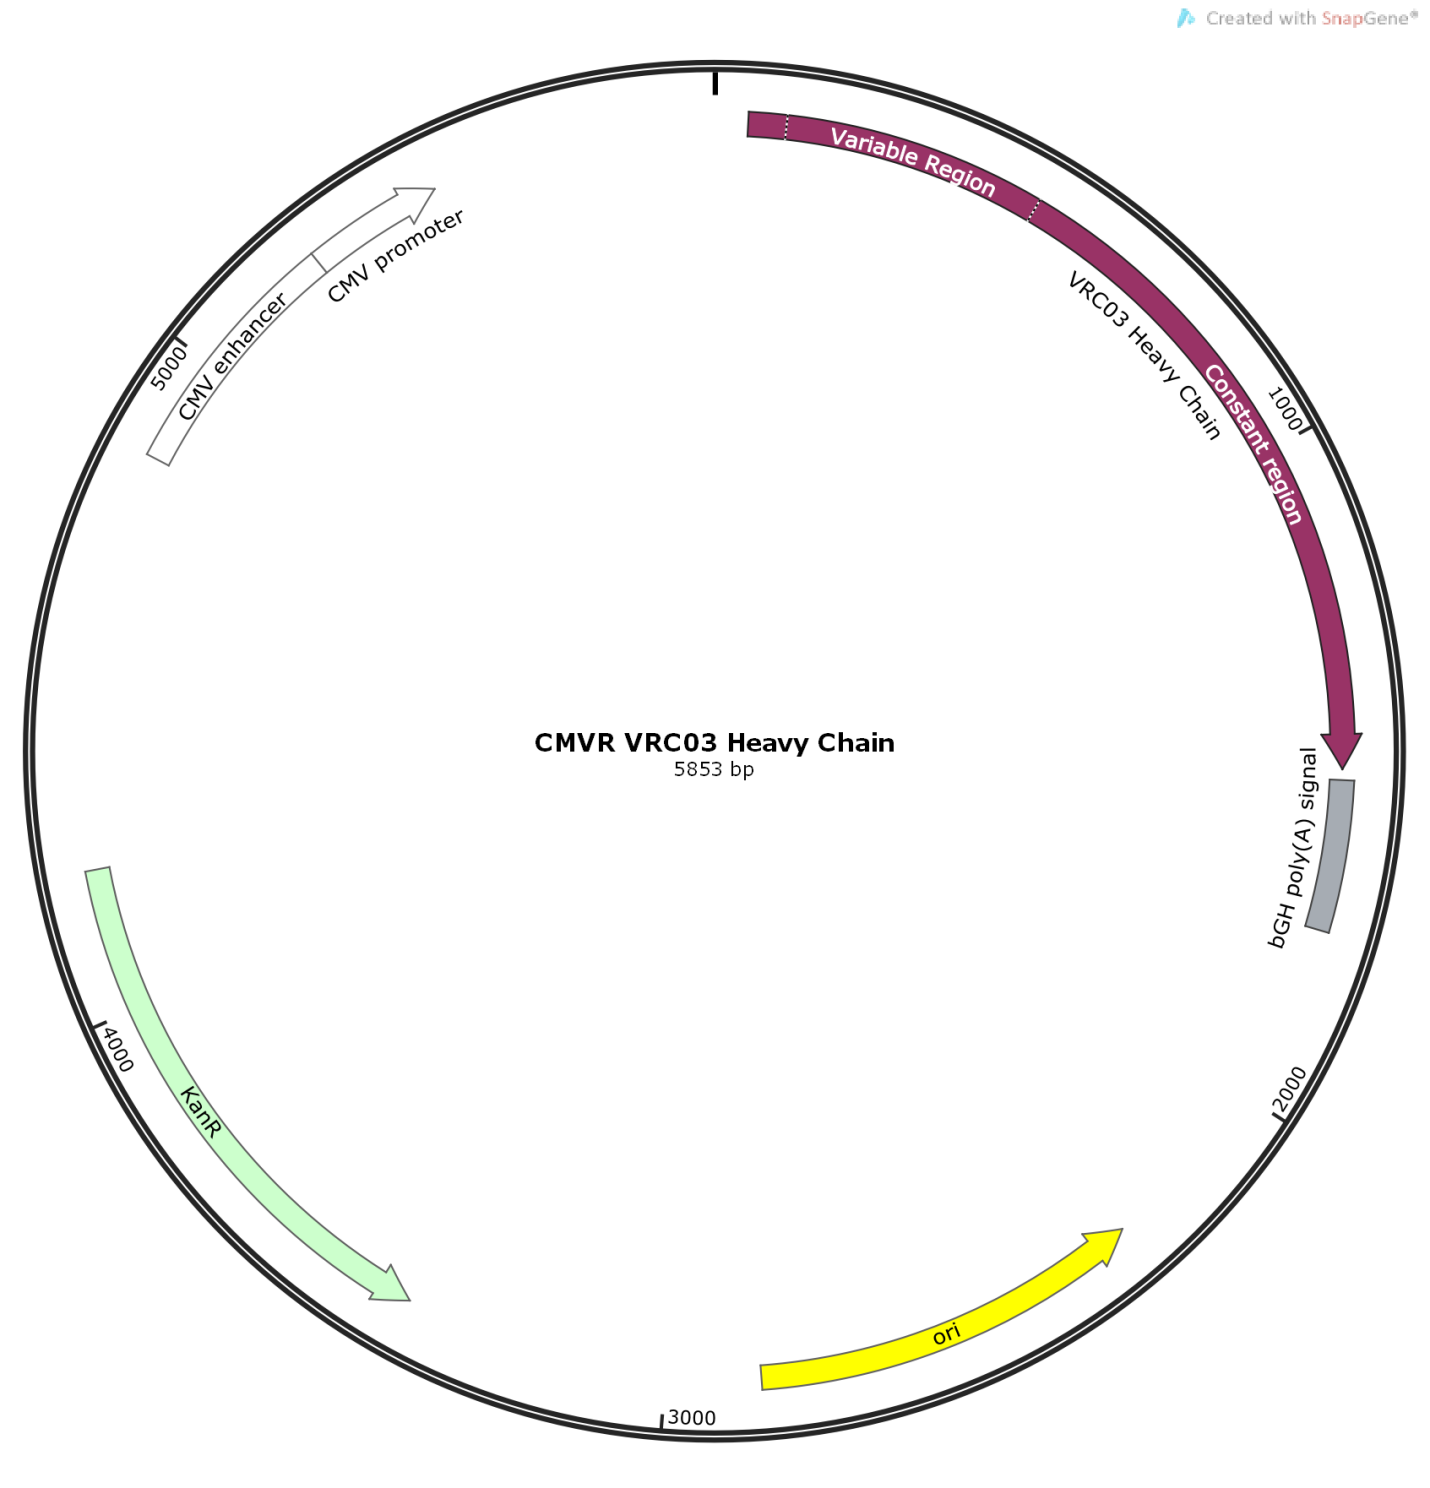 Created with SnapGene®
Variable Region
VRC03 Heavy Chain
Constant region
1000
bGH poly(A) signal
2000
ori
3000
KanR
4000
5000
CMV enhancer
CMV promoter
CMVR VRC03 Heavy Chain
5853 bp